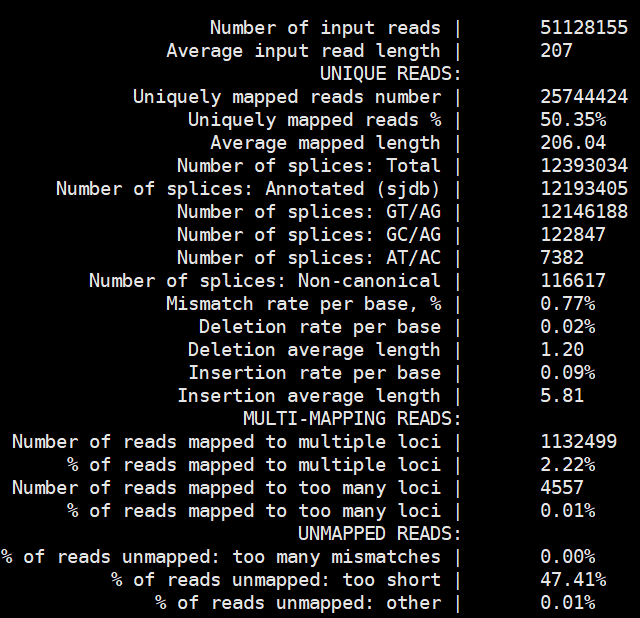 Number of input reads | 51128155
Average input read length | 207
UNIQUE READS:
Uniquely mapped reads number | 25744424
Uniquely mapped reads % | 50.35%
Average mapped length | 206.04
Number of splices: Total | 12393034
Number of splices: Annotated (sjdb) | 12193405
Number of splices: GT/AG | 12146188
Number of splices: GC/AG | 122847
Number of splices: AT/AC | 7382
Number of splices: Non-canonical | 116617
Mismatch rate per base, % | 0.77%
Deletion rate per base | 0.02%
Deletion average length | 1.20
Insertion rate per base | 0.09%
Insertion average length | 5.81
MULTI-MAPPING READS:
Number of reads mapped to multiple loci | 1132499
% of reads mapped to multiple loci | 2.22%
Number of reads mapped to too many loci | 4557
% of reads mapped to too many loci | 0.01%
UNMAPPED READS:
% of reads unmapped: too many mismatches | 0.00%
% of reads unmapped: too short | 47.41%
% of reads unmapped: other | 0.01%